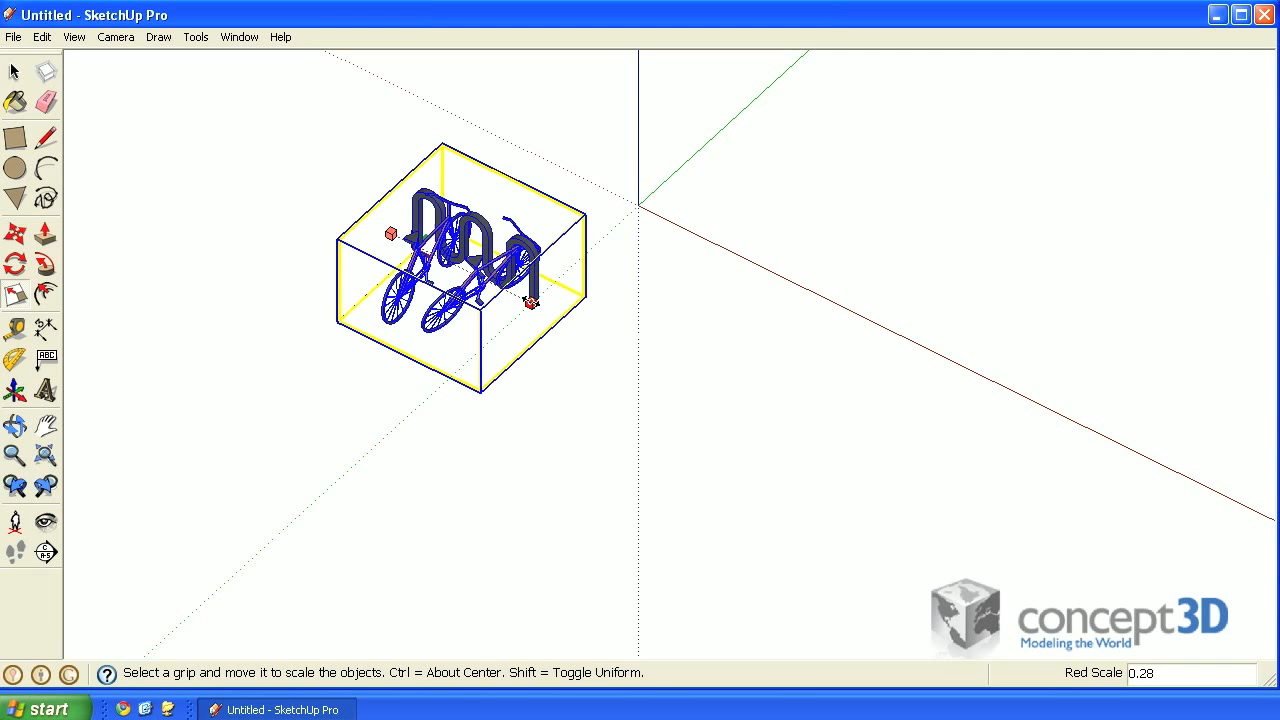 Untitled - SketchUp Pro
File Edit View Camera Draw Tools Window Help
ABC
A
C
A-5
concept3D
Modeling the World
Select a grip and move it to scale the objects. Ctrl = About Center. Shift = Toggle Uniform.
Red Scale 0.28
start
Untitled - SketchUp Pro